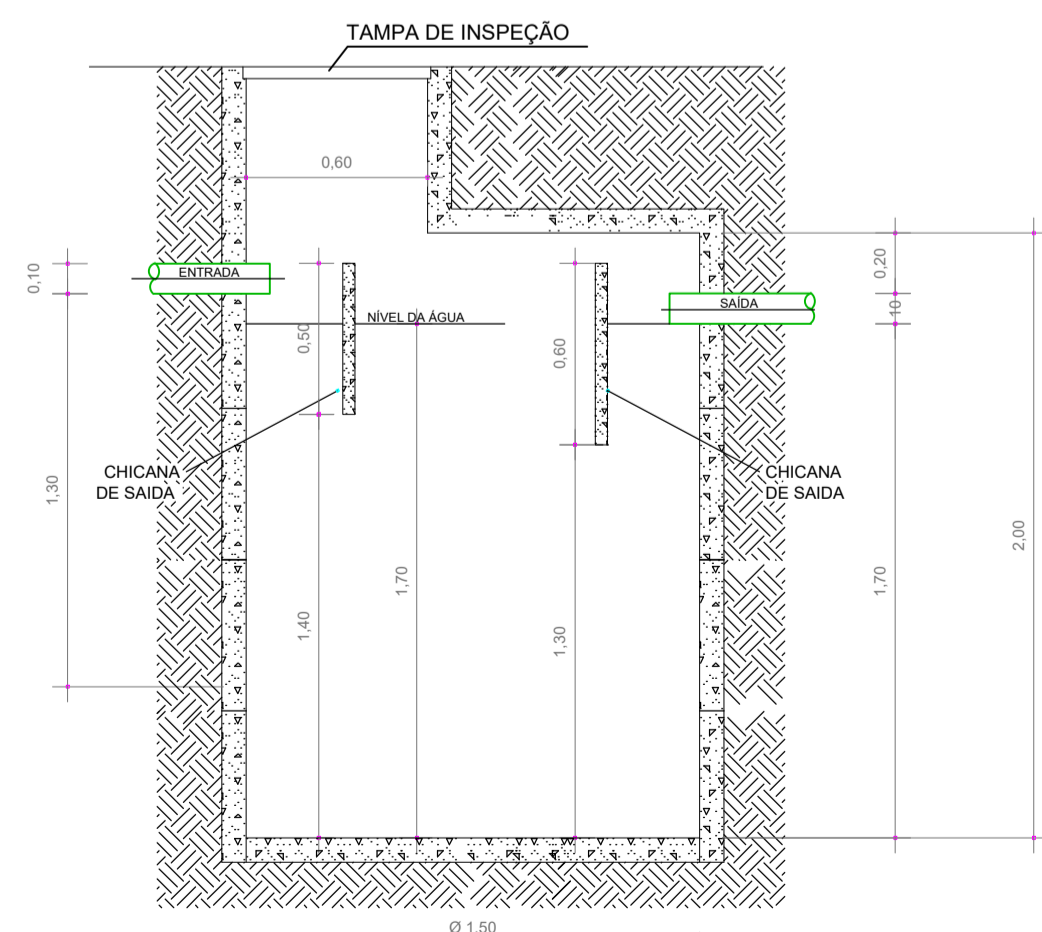 TAMPA DE INSPEÇÃO
0,60
0,10
ENTRADA
0,20
SAÍDA
10
NÍVEL DA ÁGUA
0,50
0,60
CHICANA
DE SAIDA
CHICANA
DE SAIDA
1,30
2,00
1,70
1,70
1,40
1,30
Ø 1,50